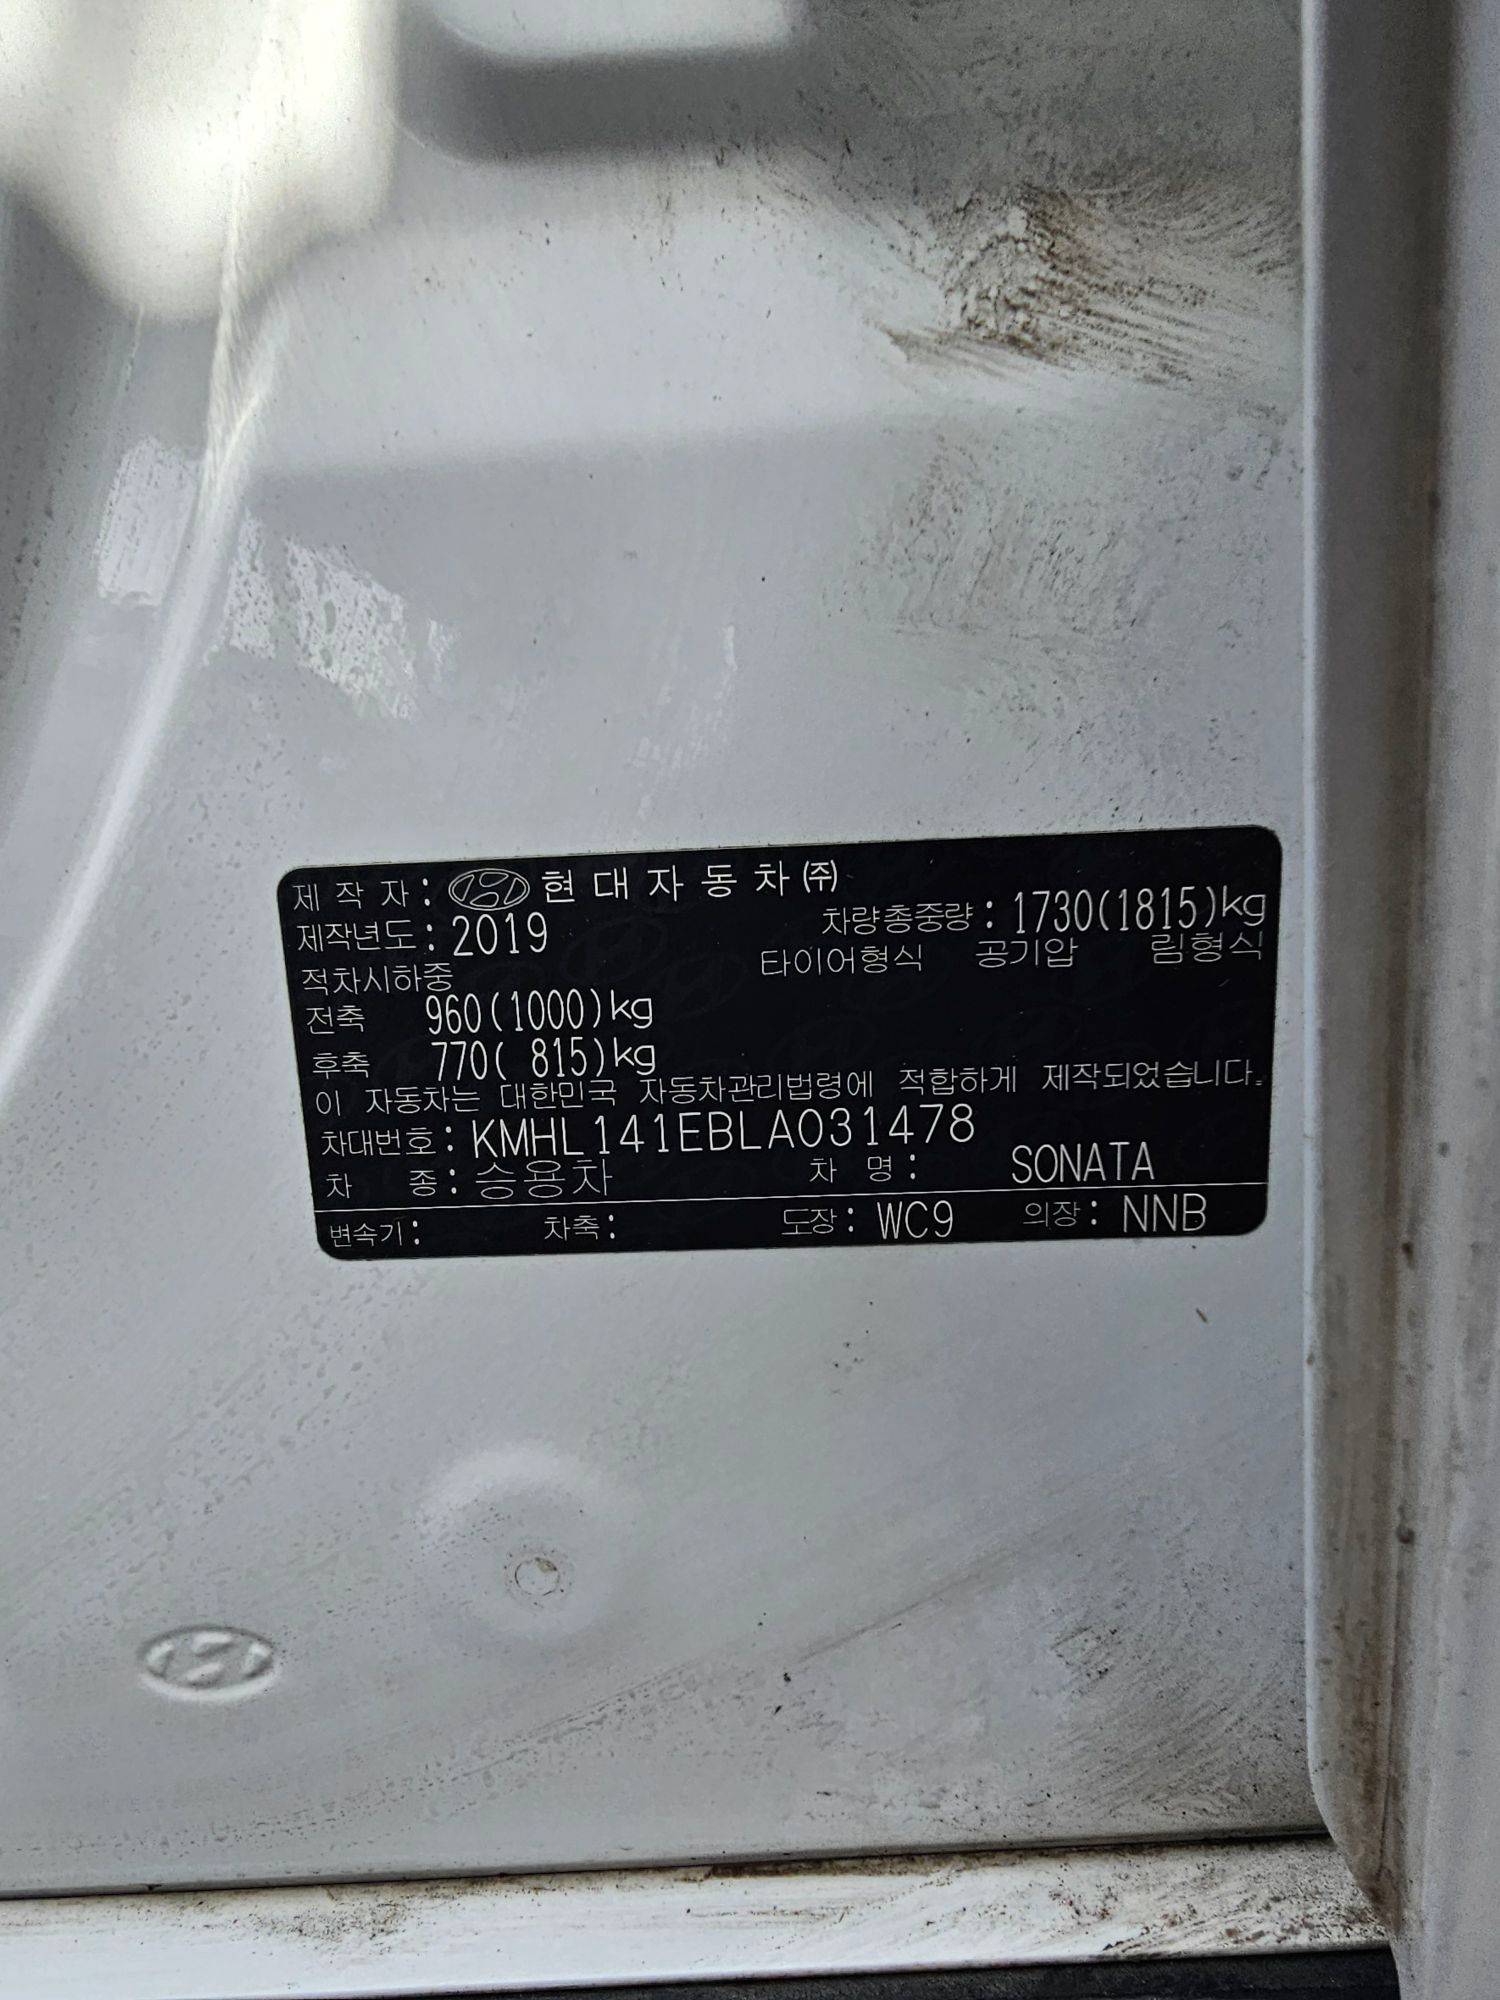 제 작 자 : 현 대 자 동 차 ㈜
제작년도 : 2019 차량총중량 : 1730(1815)kg
적차시하중 타이어형식 공기압 림형식
전축 960(1000)kg
후축 770( 815)kg
이 자동차는 대한민국 자동차관리법령에 적합하게 제작되었습니다.
차대번호 : KMHL141EBLA031478
차 종 : 승용차 차 명 : SONATA
변속기 : 차축 : 도장 : WC9 의장 : NNB